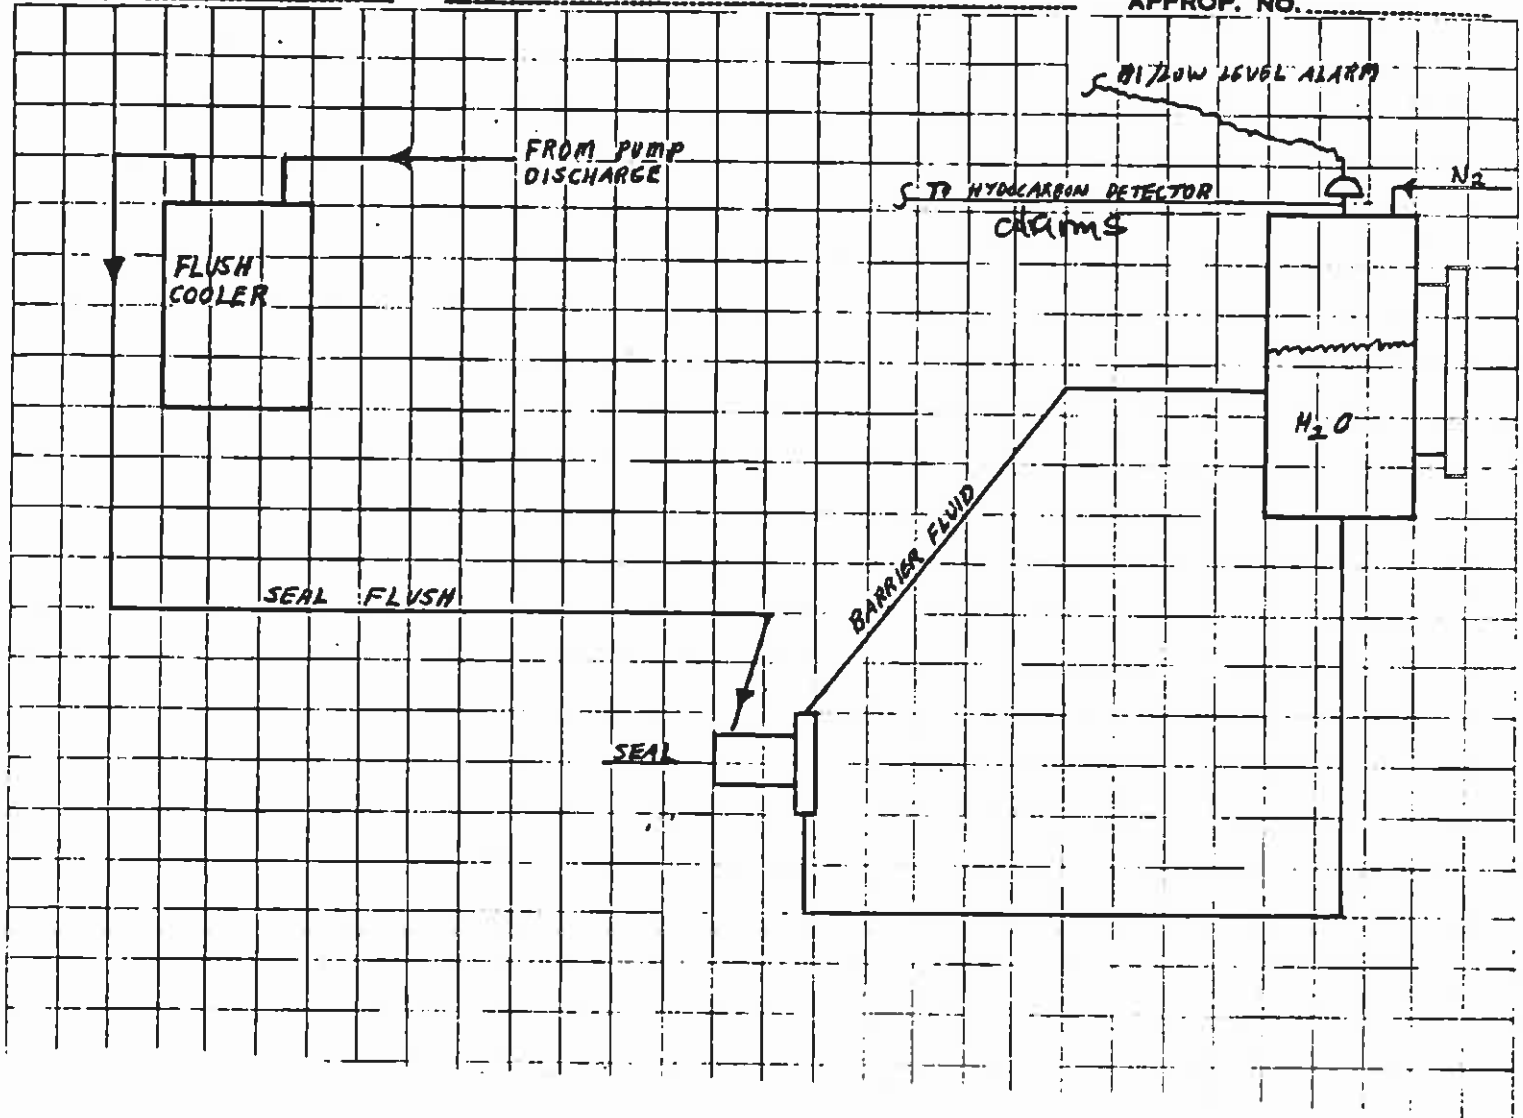 APPROP. NO.
HI/LOW LEVEL ALARM
FROM PUMP
DISCHARGE
N2
TO HYDOCARBON DETECTOR
alarms
FLUSH
COOLER
H2O
BARRIER FLUID
SEAL FLUSH
SEAL